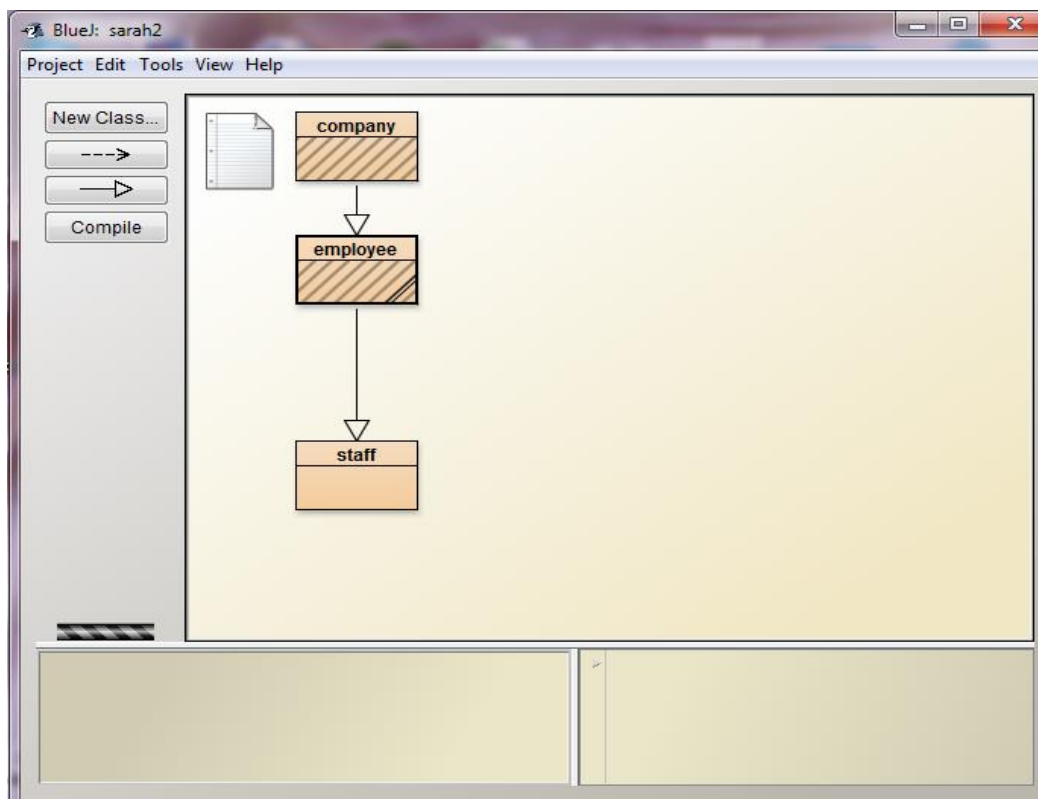 BlueJ: sarah2
Project Edit Tools View Help
New Class...
Compile
company
employee
staff